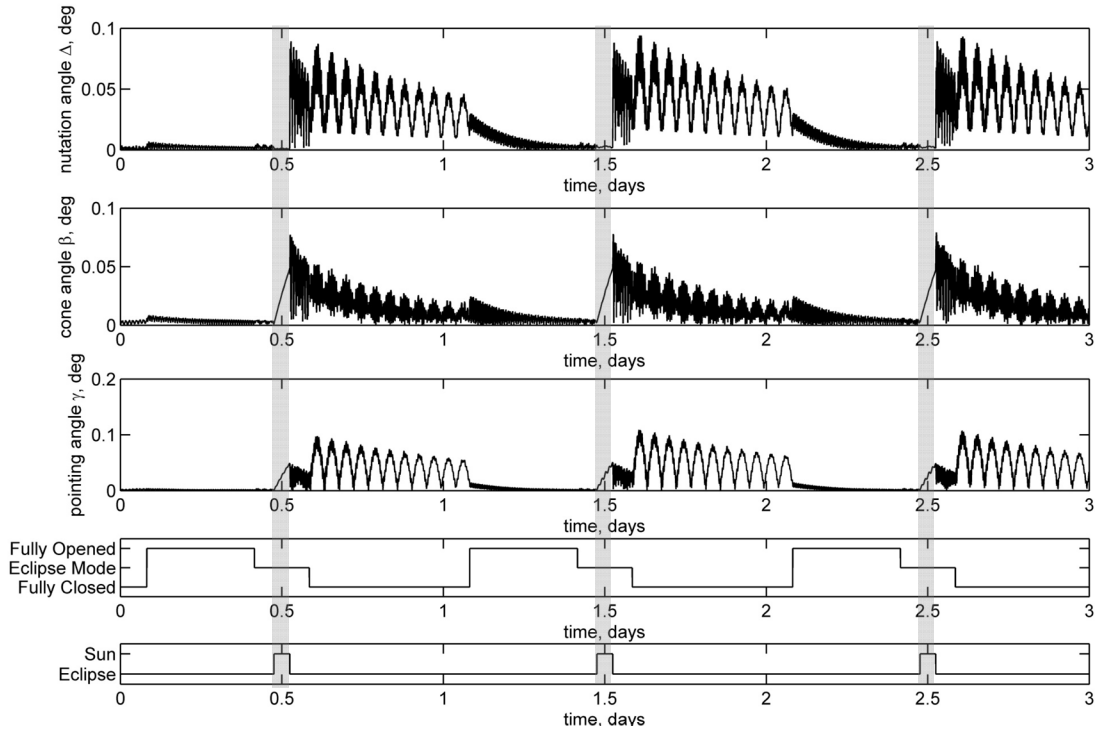 nutation angle Δ, deg
0.1
0.05
0
0 0.5 1 1.5 2 2.5 3
time, days
cone angle β, deg
0.1
0.05
0
0 0.5 1 1.5 2 2.5 3
time, days
pointing angle γ, deg
0.2
0.1
0
0 0.5 1 1.5 2 2.5 3
time, days
Fully Opened
Eclipse Mode
Fully Closed
0 0.5 1 1.5 2 2.5 3
time, days
Sun
Eclipse
0 0.5 1 1.5 2 2.5 3
time, days